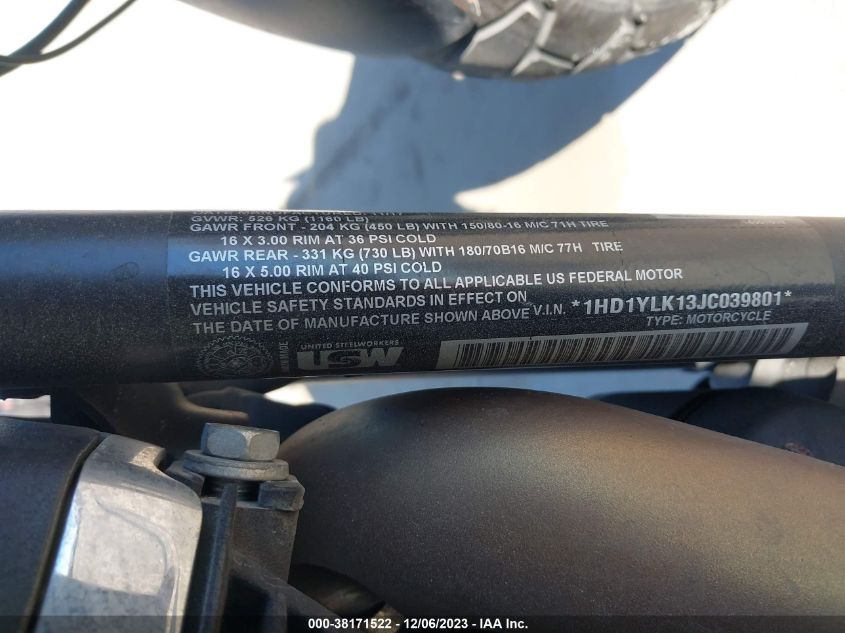 GVWR: 526 KG (1160 LB)
GAWR FRONT - 204 KG (450 LB) WITH 150/80-16 M/C 71H TIRE
16 X 3.00 RIM AT 36 PSI COLD
GAWR REAR - 331 KG (730 LB) WITH 180/70B16 M/C 77H TIRE
16 X 5.00 RIM AT 40 PSI COLD
THIS VEHICLE CONFORMS TO ALL APPLICABLE US FEDERAL MOTOR
VEHICLE SAFETY STANDARDS IN EFFECT ON
THE DATE OF MANUFACTURE SHOWN ABOVE V.I.N.
*1HD1YLK13JC039801*
TYPE: MOTORCYCLE
UNITED STEELWORKERS
USW
000-38171522 - 12/06/2023 - IAA Inc.